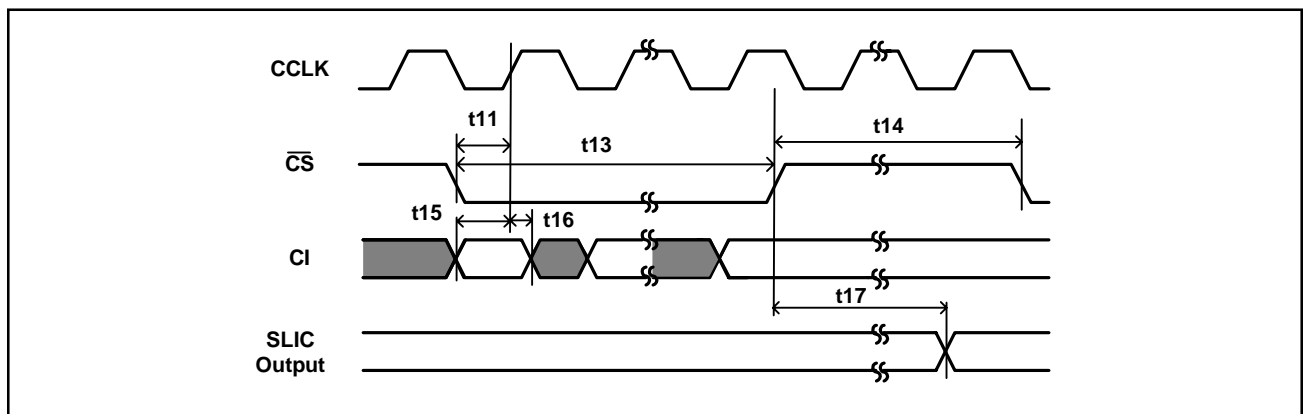 CCLK
t11
t13
t14
CS
t15
t16
CI
t17
SLIC
Output